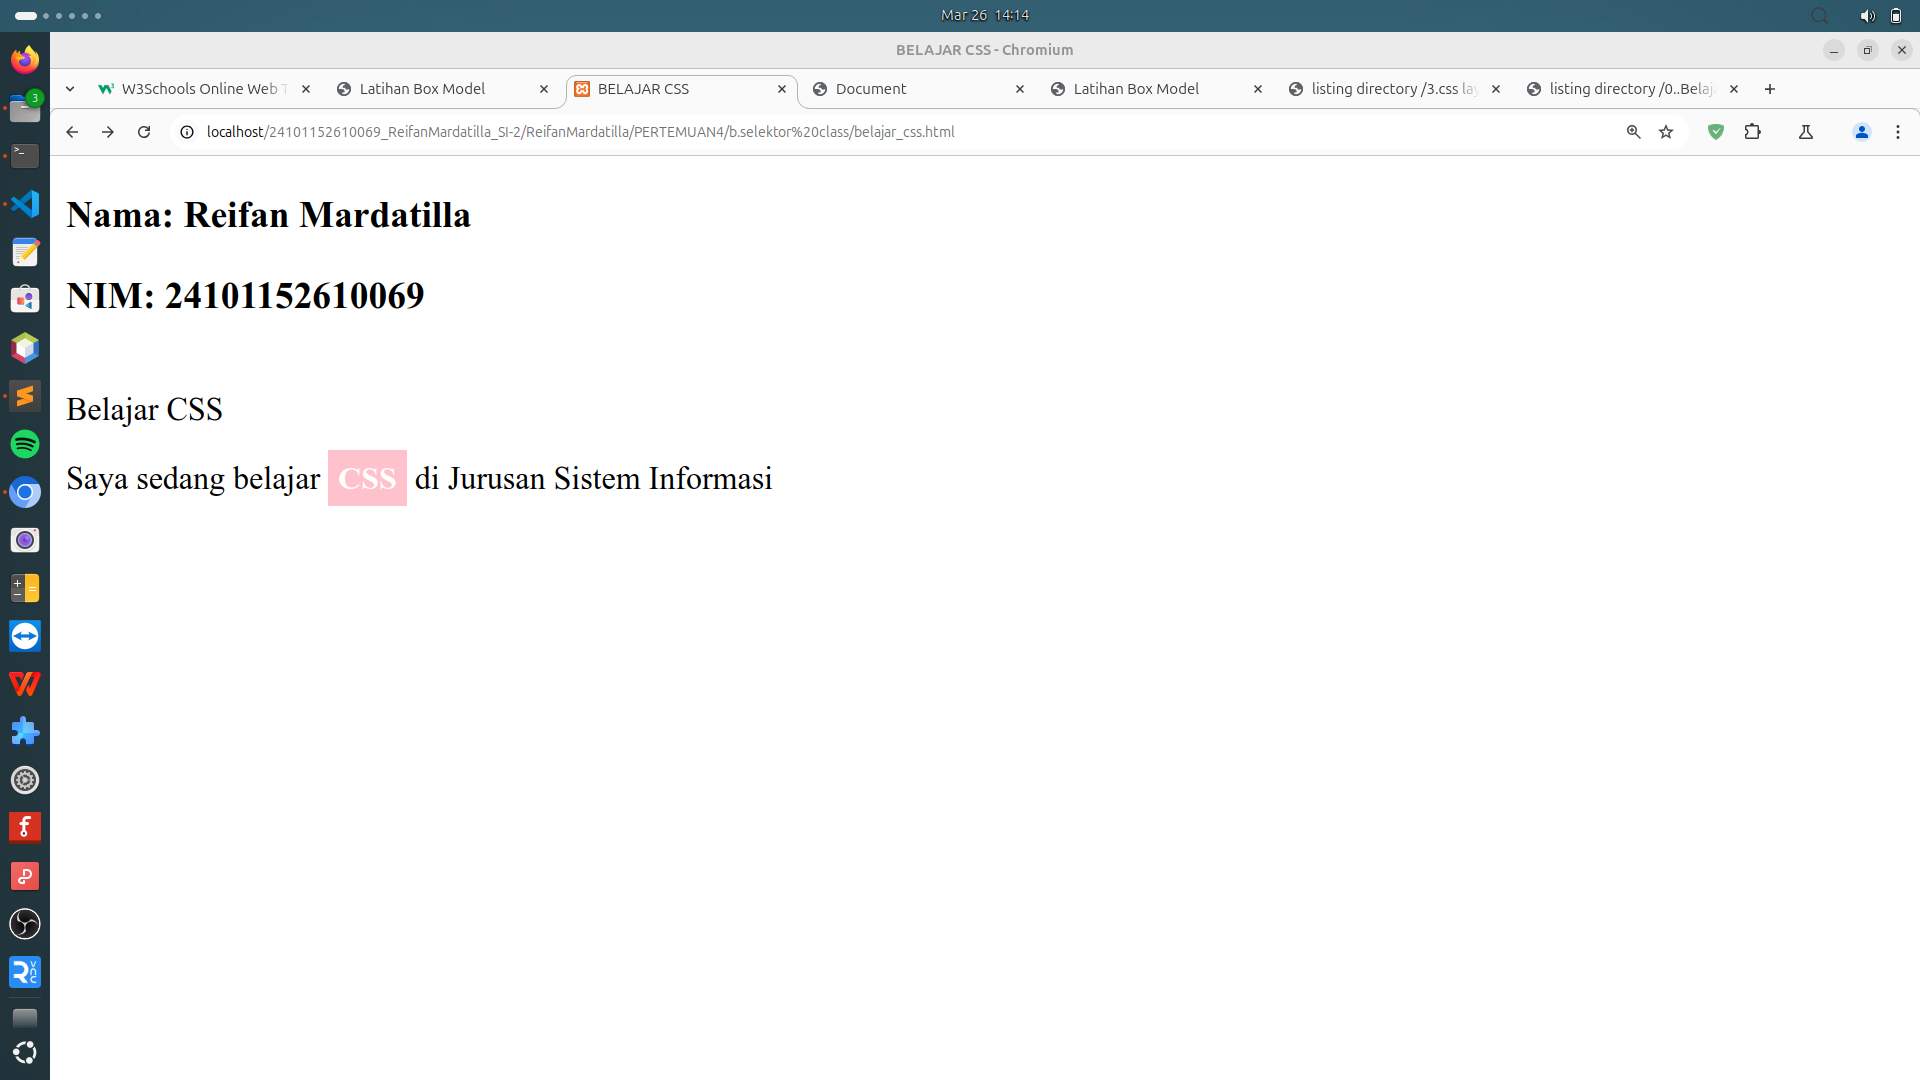 Mar 26 14:14
BELAJAR CSS - Chromium
W3Schools Online Web T
Latihan Box Model
BELAJAR CSS
Document
Latihan Box Model
listing directory /3.css la
listing directory /0..Belaj
localhost/24101152610069_ReifanMardatilla_SI-2/ReifanMardatilla/PERTEMUAN4/b.selektor%20class/belajar_css.html
3
Nama: Reifan Mardatilla
NIM: 24101152610069
Belajar CSS
Saya sedang belajar CSS di Jurusan Sistem Informasi